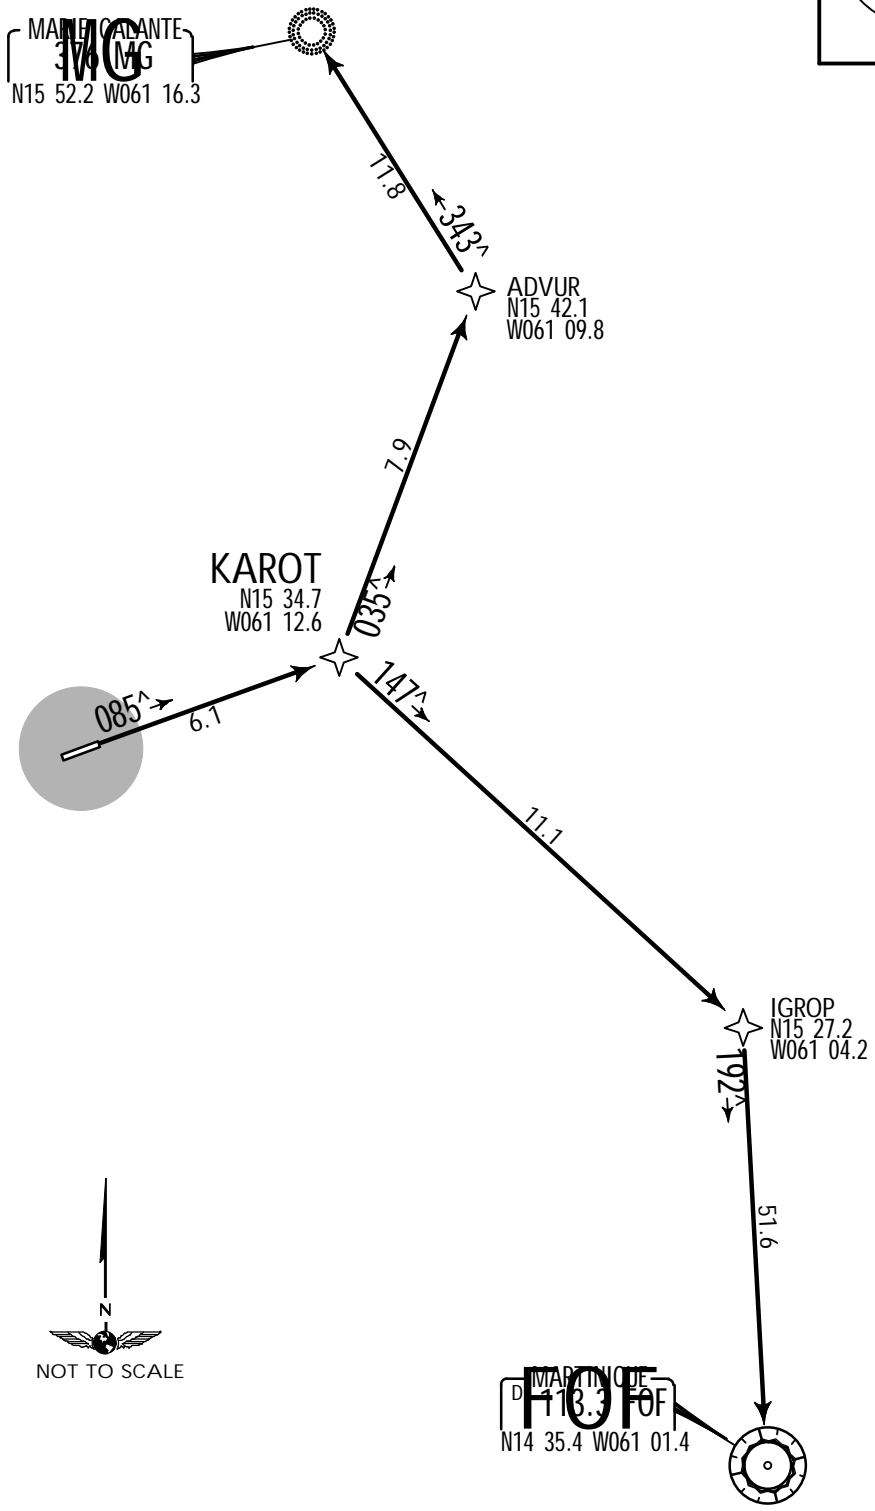 MARIE GALANTE
376 MG
MG
N15 52.2 W061 16.3
11.8
343^
ADVUR
N15 42.1
W061 09.8
7.9
KAROT
N15 34.7
W061 12.6
035^
085^
6.1
147^
11.1
IGROP
N15 27.2
W061 04.2
192^
51.6
N
NOT TO SCALE
MARTINIQUE
D 113.3 FOF
FOF
N14 35.4 W061 01.4